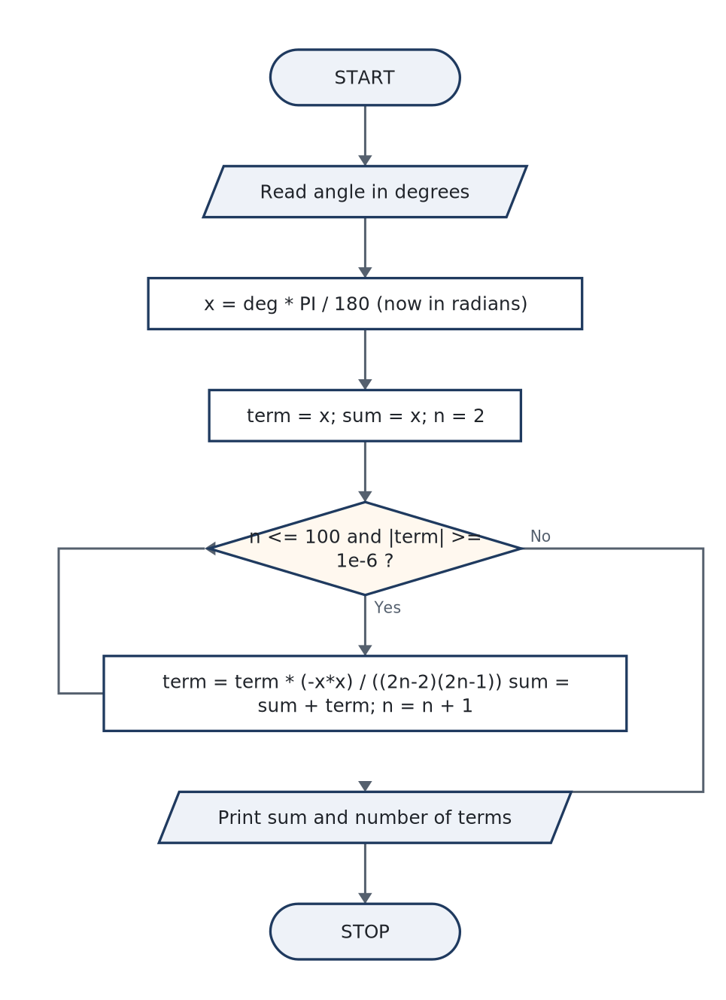 START
Read angle in degrees
x = deg * PI / 180 (now in radians)
term = x; sum = x; n = 2
n <= 100 and |term| >=
1e-6 ?
No
Yes
term = term * (-x*x) / ((2n-2)(2n-1)) sum =
sum + term; n = n + 1
Print sum and number of terms
STOP